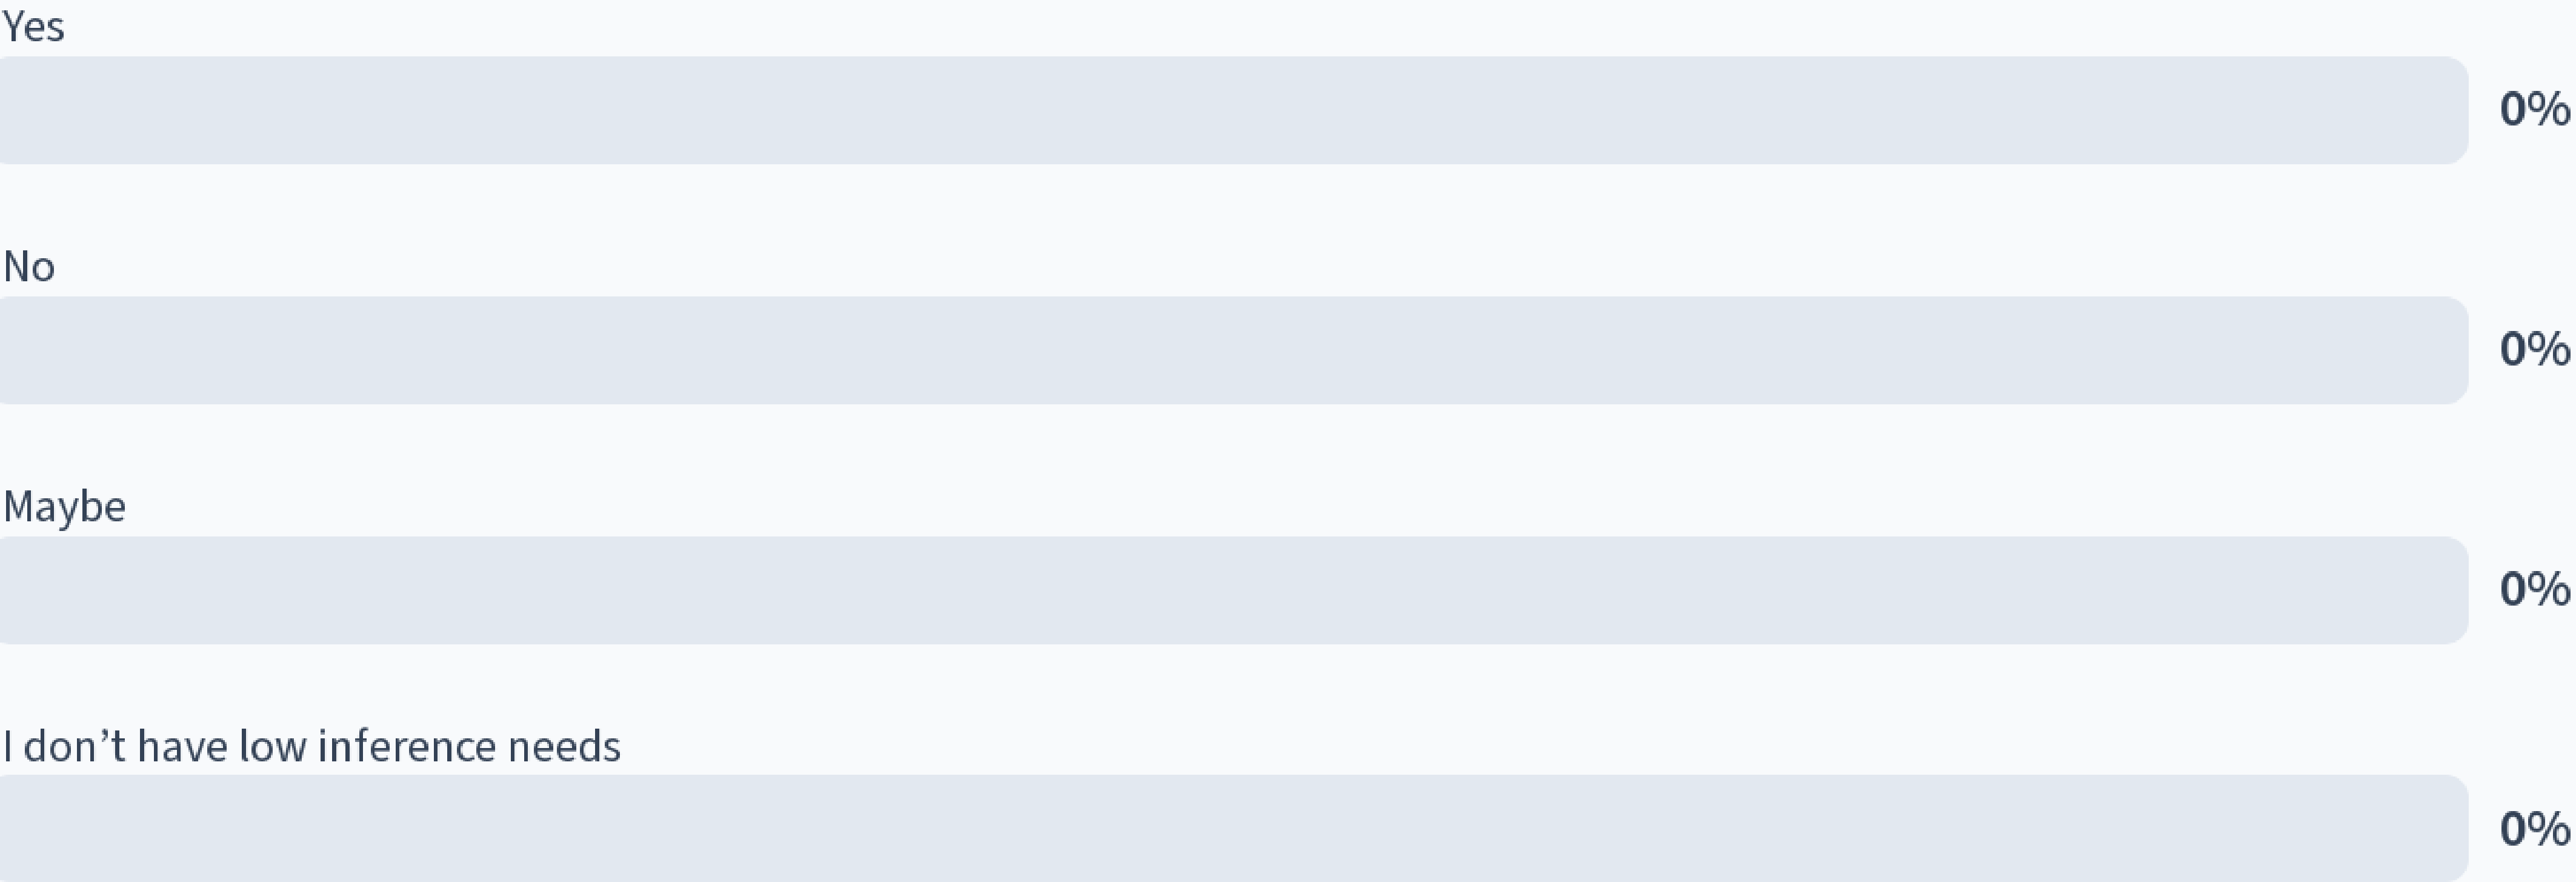 Yes
0%
No
0%
Maybe
0%
I don’t have low inference needs
0%